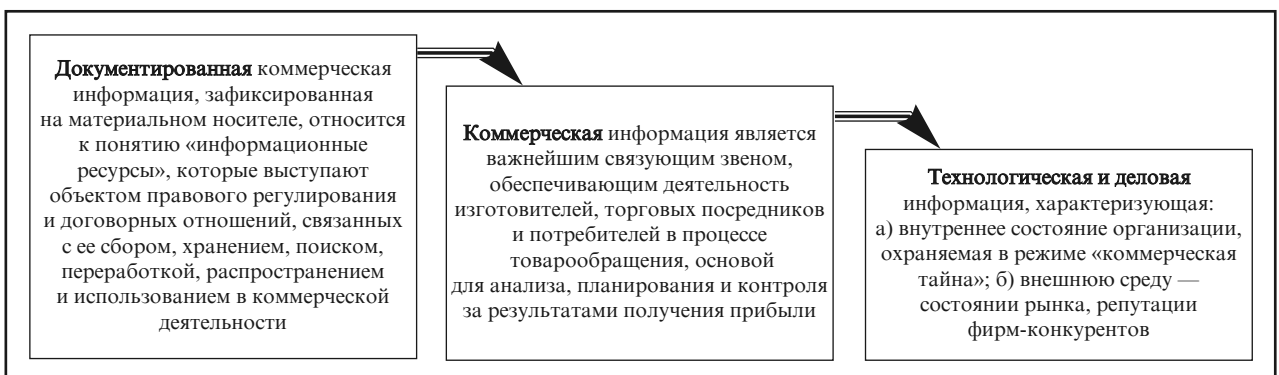 Документированная коммерческая
информация, зафиксированная
на материальном носителе, относится
к понятию «информационные
ресурсы», которые выступают
объектом правового регулирования
и договорных отношений, связанных
с ее сбором, хранением, поиском,
переработкой, распространением
и использованием в коммерческой
деятельности
Коммерческая информация является
важнейшим связующим звеном,
обеспечивающим деятельность
изготовителей, торговых посредников
и потребителей в процессе
товарообращения, основой
для анализа, планирования и контроля
за результатами получения прибыли
Технологическая и деловая
информация, характеризующая:
а) внутреннее состояние организации,
охраняемая в режиме «коммерческая
тайна»; б) внешнюю среду —
состоянии рынка, репутации
фирм-конкурентов